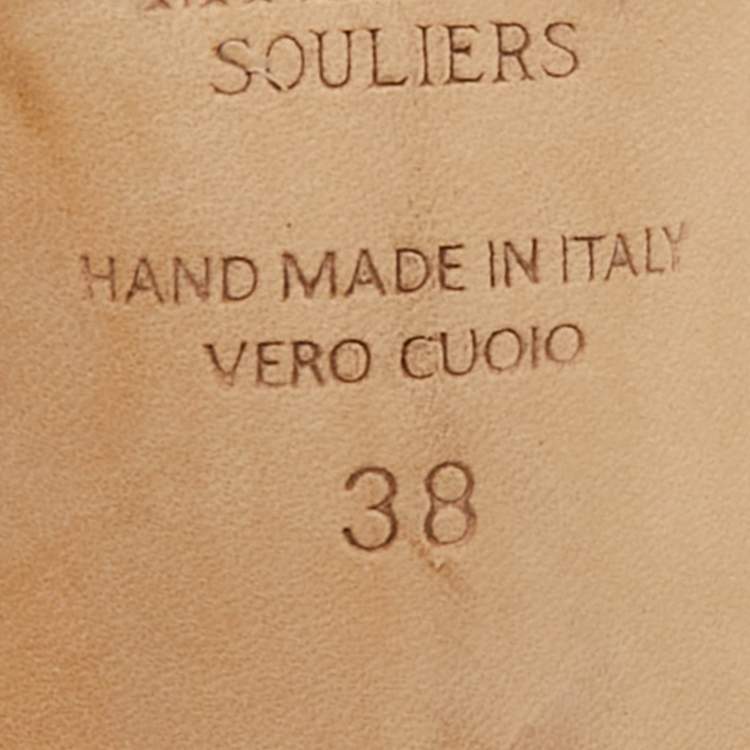 SOULIERS
HAND MADE IN ITALY
VERO CUOIO
38